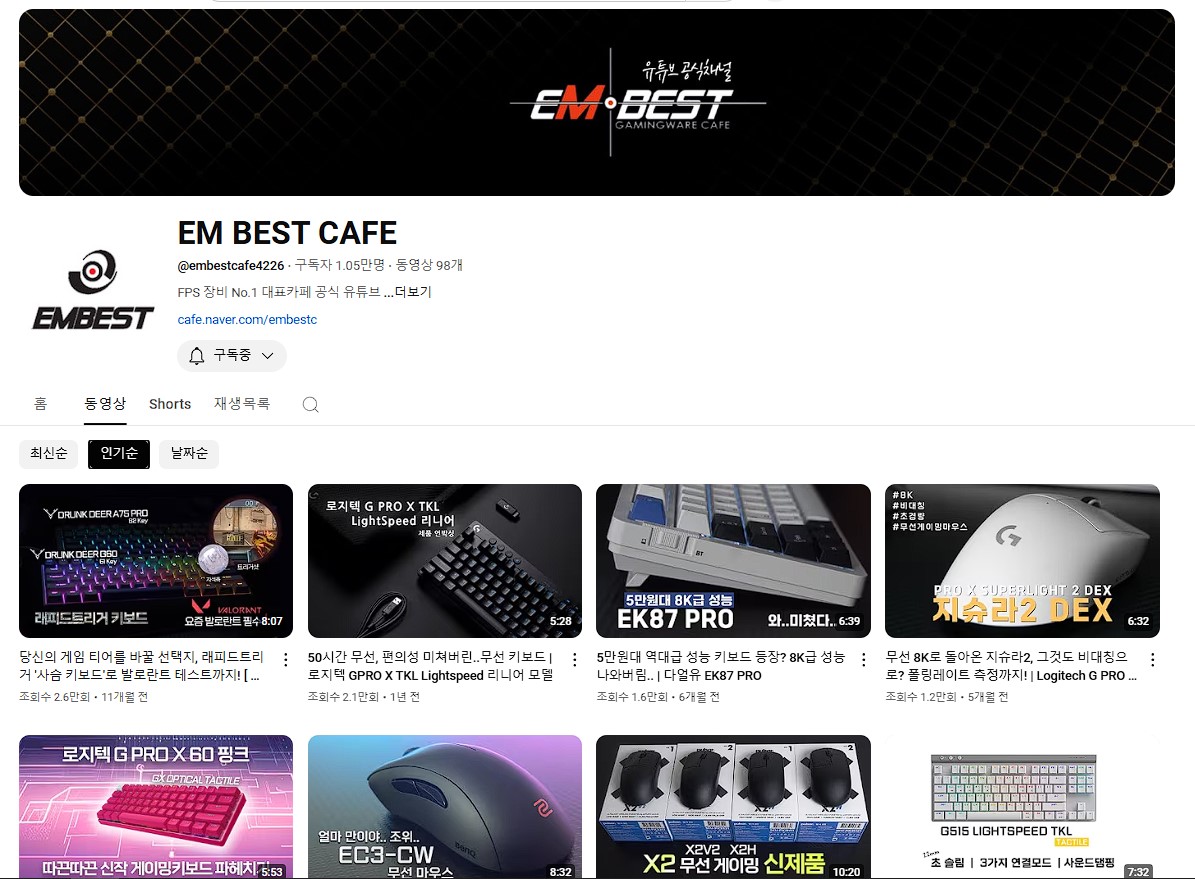 유튜브 공식채널
EM BEST
GAMINGWARE CAFE
EMBEST
EM BEST CAFE
@embestcafe4226 · 구독자 1.05만명 · 동영상 98개
FPS 장비 No.1 대표카페 공식 유튜브 ...더보기
cafe.naver.com/embestc
구독중
홈 동영상 Shorts 재생목록
최신순 인기순 날짜순
DRUNK DEER A75 PRO
82 Key
DRUNK DEER G60
61 Key
자석축
트리거샷
VALORANT
래피드트리거 키보드
요즘 발로란트 필수
8:07
로지텍 G PRO X TKL
LightSpeed 리니어
제품 언박싱
5:28
BT
5만원대 8K급 성능
EK87 PRO
와..미쳤다..
6:39
#8K
#비대칭
#초경량
#무선게이밍마우스
PRO X SUPERLIGHT 2 DEX
지슈라2 DEX
6:32
당신의 게임 티어를 바꿀 선택지, 래피드트리
거 '사슴 키보드'로 발로란트 테스트까지! [ ...
조회수 2.6만회 · 11개월 전
50시간 무선, 편의성 미쳐버린..무선 키보드 |
로지텍 GPRO X TKL Lightspeed 리니어 모델
조회수 2.1만회 · 1년 전
5만원대 역대급 성능 키보드 등장? 8K급 성능
나와버림.. | 다얼유 EK87 PRO
조회수 1.6만회 · 6개월 전
무선 8K로 돌아온 지슈라2, 그것도 비대칭으
로? 폴링레이트 측정까지! | Logitech G PRO ...
조회수 1.2만회 · 5개월 전
로지텍 G PRO X 60 핑크
GX OPTICAL TACTILE
따끈따끈 신작 게이밍키보드 파헤치기
5:53
얼마 만이야.. 조위..
EC3-CW
무선 마우스
BenQ
8:32
X2V2 X2H
X2 무선 게이밍 신제품
10:20
G515 LIGHTSPEED TKL
TACTILE
초 슬림 | 3가지 연결모드 | 사운드댐핑
7:32